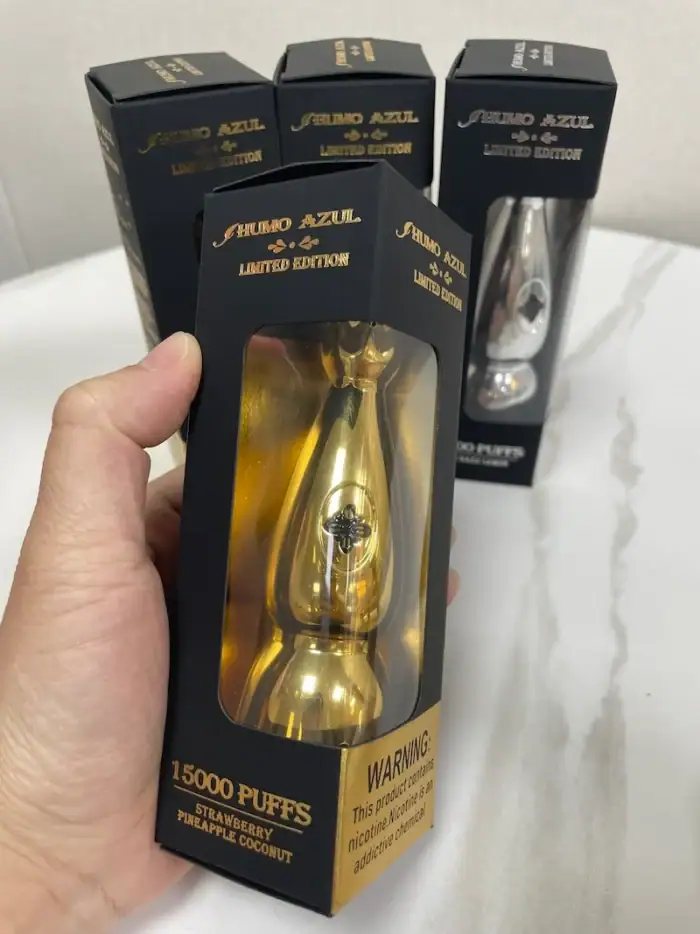 HUMO AZUL
LIMITED EDITION
HUMO AZUL
LIMITED EDITION
HUMO AZUL
LIMITED EDITION
HUMO AZUL
LIMITED EDITION
HUMO AZUL
LIMITED EDITION
15000 PUFFS
STRAWBERRY
PINEAPPLE COCONUT
WARNING:
This product contains
nicotine.Nicotine is an
addictive chemical.
PUFFS